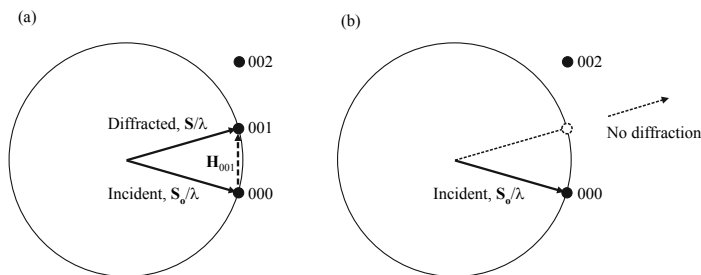 (a)
002
Diffracted, S/λ
001
H001
Incident, So/λ
000
(b)
002
No diffraction
Incident, So/λ
000